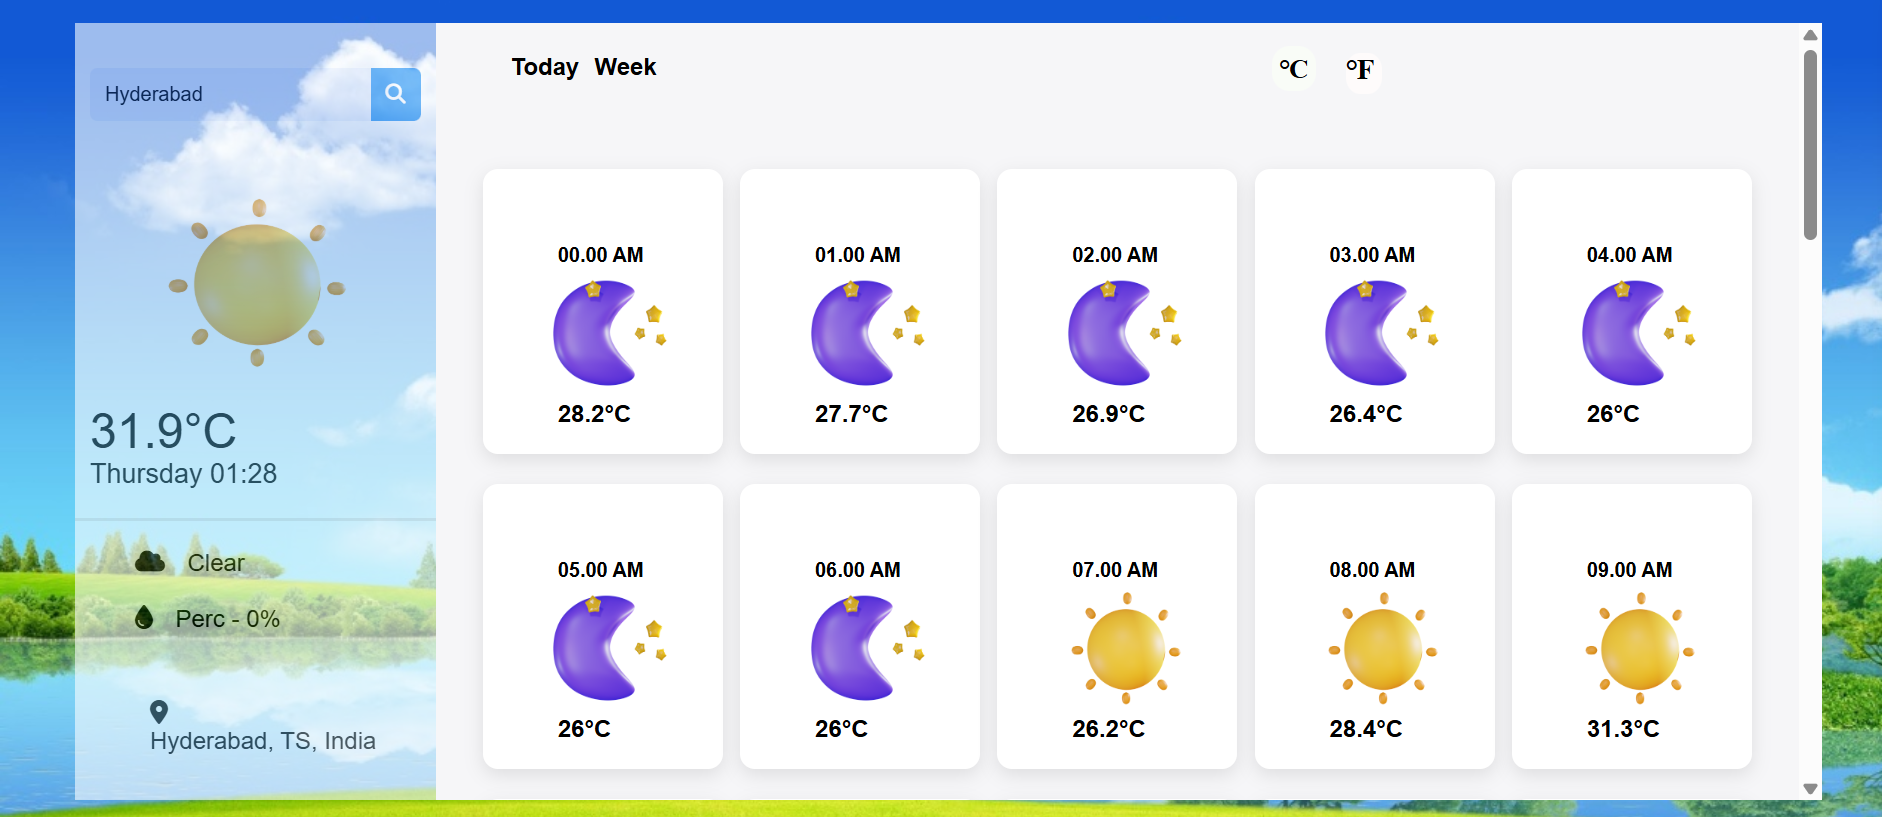 Hyderabad
31.9°C
Thursday 01:28
Clear
Perc - 0%
Hyderabad, TS, India
Today Week
°C °F
00.00 AM
28.2°C
01.00 AM
27.7°C
02.00 AM
26.9°C
03.00 AM
26.4°C
04.00 AM
26°C
05.00 AM
26°C
06.00 AM
26°C
07.00 AM
26.2°C
08.00 AM
28.4°C
09.00 AM
31.3°C